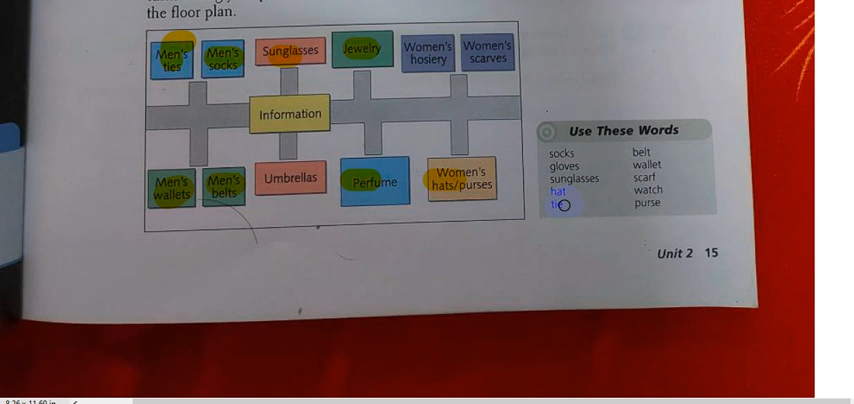 the floor plan.
Men's
ties
Men's
socks
Sunglasses
Jewelry
Women's
hosiery
Women's
scarves
Information
Men's
wallets
Men's
belts
Umbrellas
Perfume
Women's
hats/purses
Use These Words
socks
gloves
sunglasses
hat
tie
belt
wallet
scarf
watch
purse
Unit 2 15